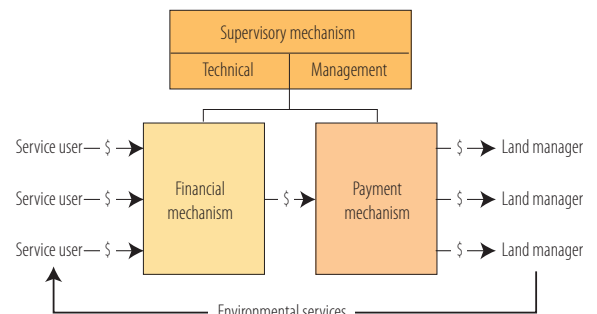 Supervisory mechanism
Technical
Management
Service user
$
$
Land manager
Service user
$
Financial
mechanism
$
Payment
mechanism
$
Land manager
Service user
$
$
Land manager
Environmental services